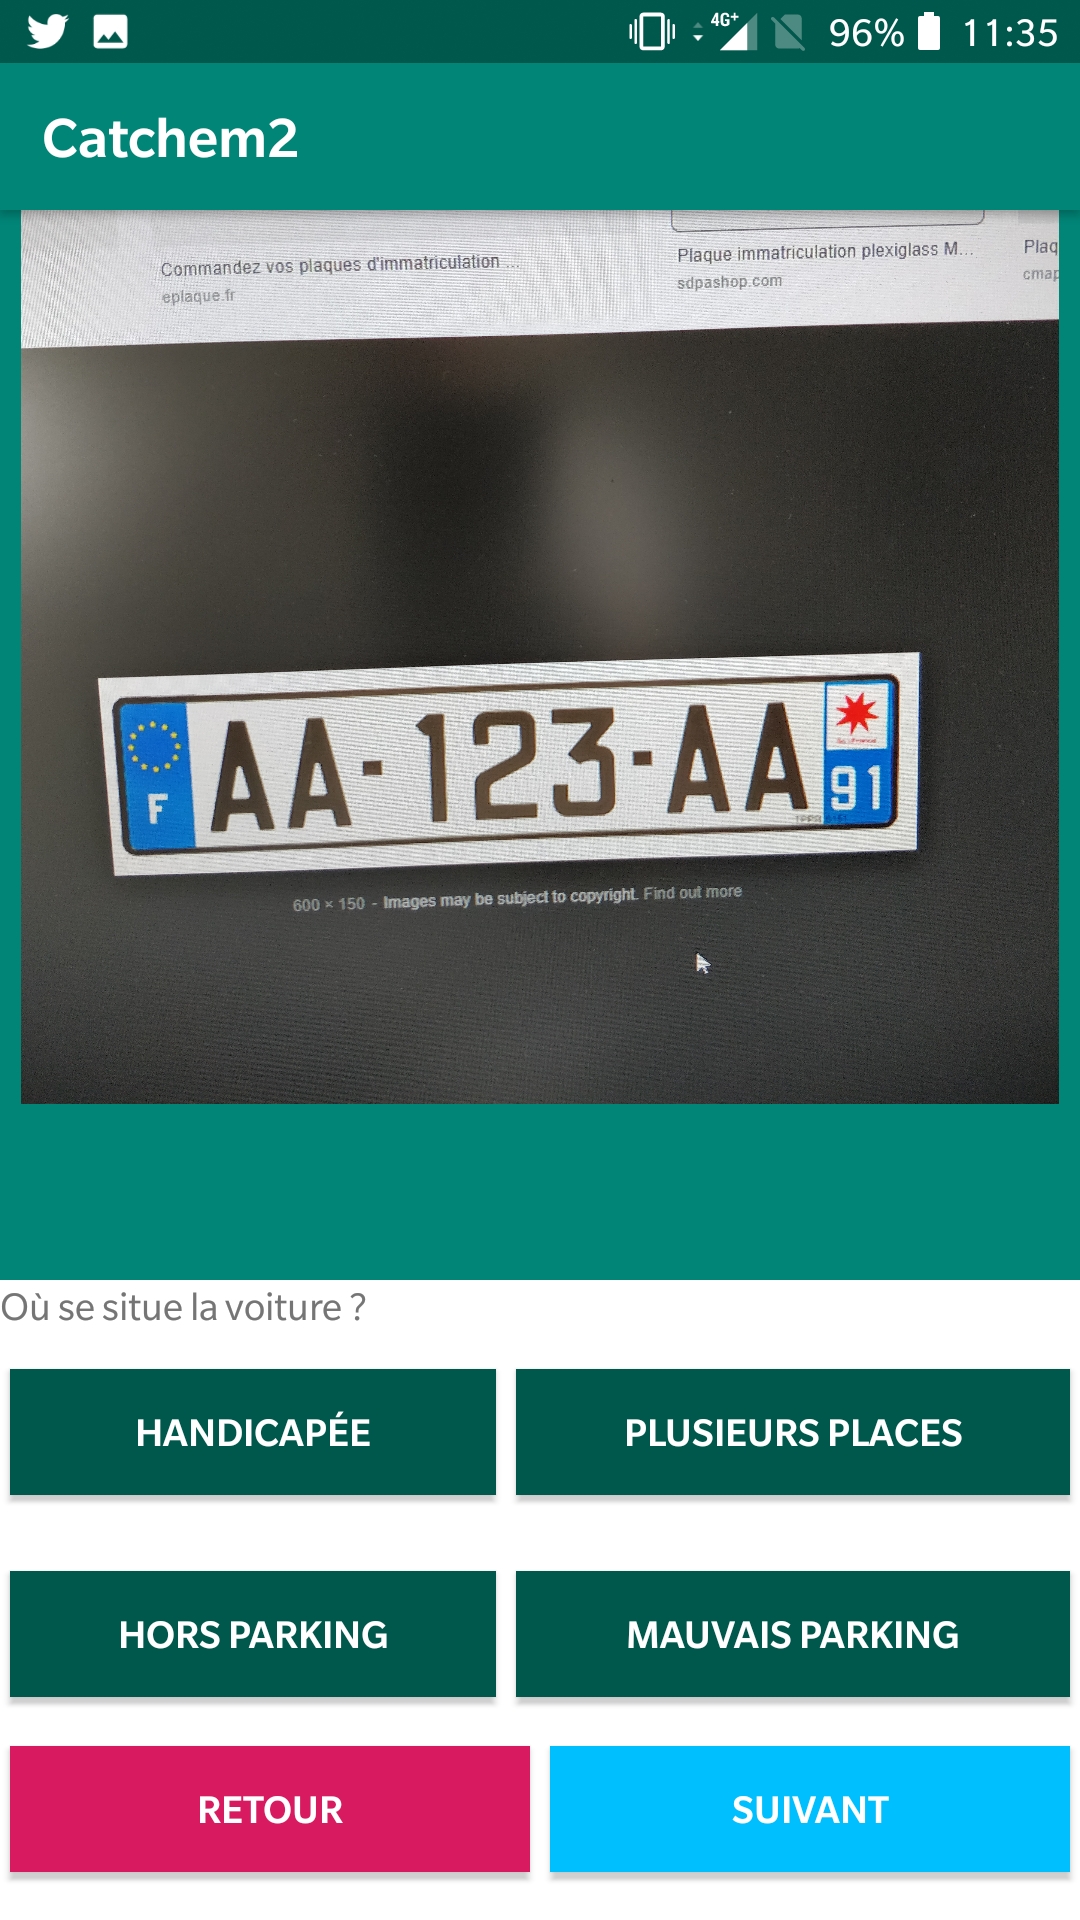 4G+ 96% 11:35
Catchem2
Commandez vos plaques d'immatriculation ...
eplaque.fr
Plaque immatriculation plexiglass M...
sdpashop.com
Plaq
cmap
F AA-123-AA 91
600 × 150 - Images may be subject to copyright. Find out more
Où se situe la voiture ?
HANDICAPÉE PLUSIEURS PLACES
HORS PARKING MAUVAIS PARKING
RETOUR SUIVANT